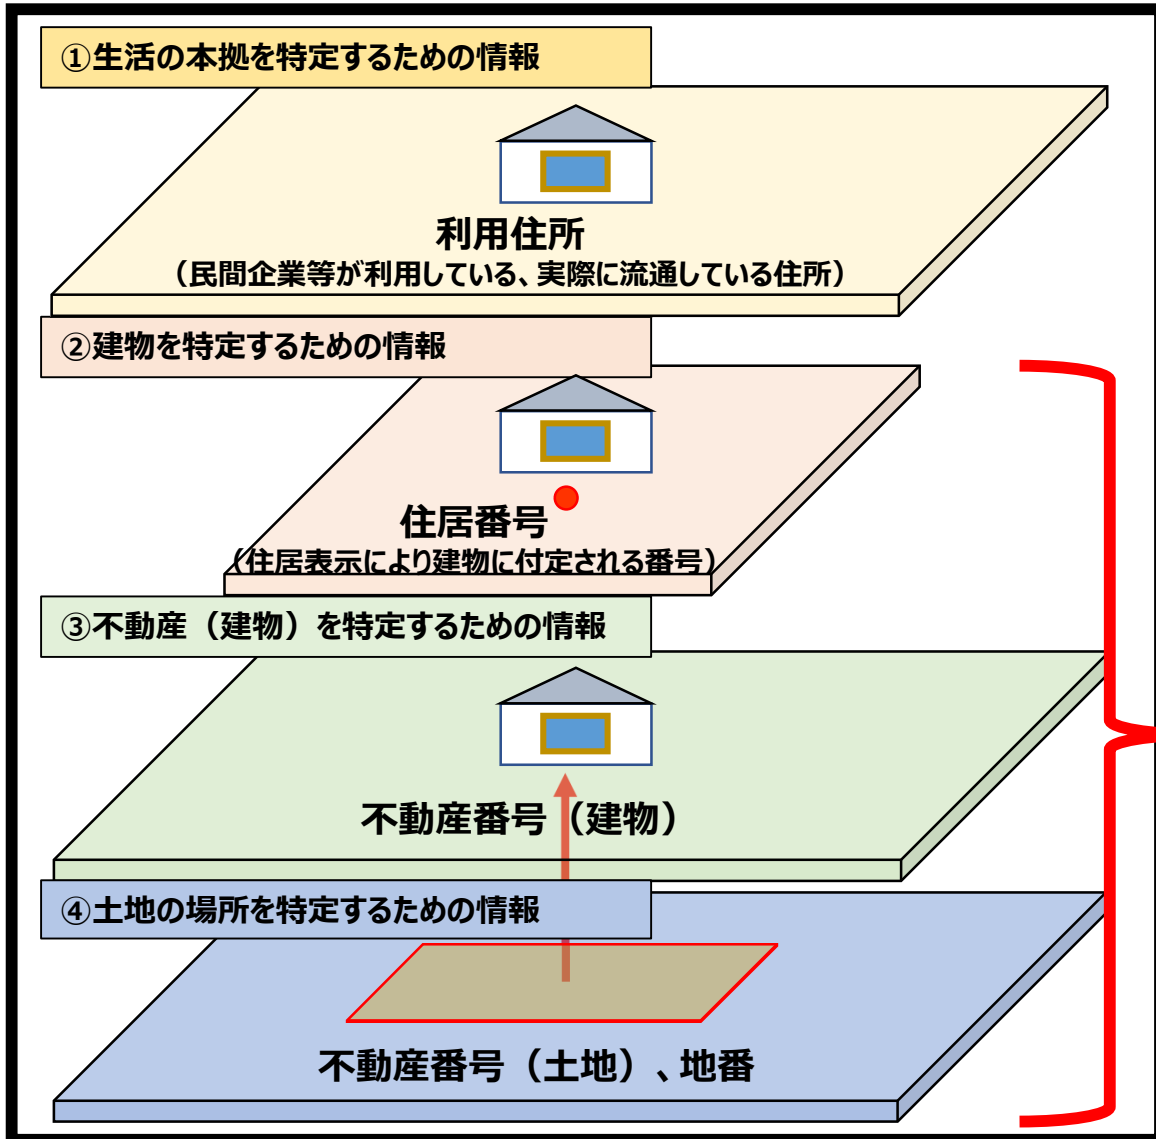 ①生活の本拠を特定するための情報
利用住所
（民間企業等が利用している、実際に流通している住所）
②建物を特定するための情報
住居番号
（住居表示により建物に付定される番号）
③不動産（建物）を特定するための情報
不動産番号（建物）
④土地の場所を特定するための情報
不動産番号（土地）、地番